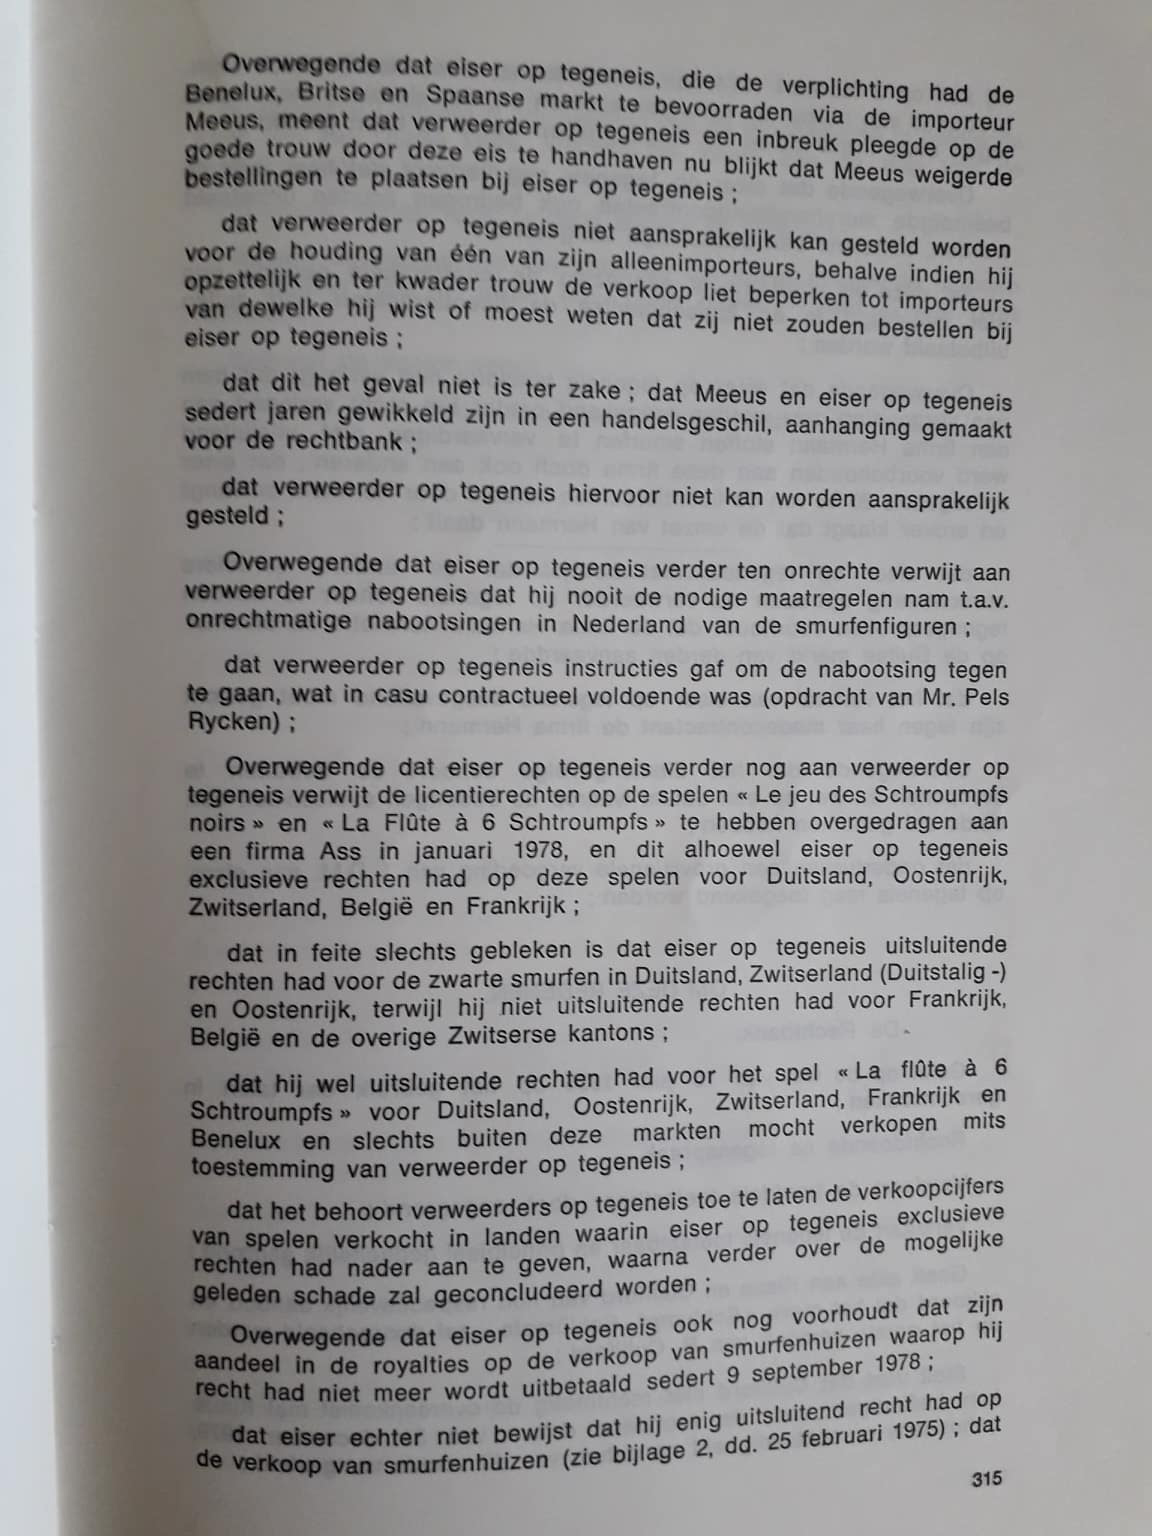 Overwegende dat eiser op tegeneis, die de verplichting had de
Benelux, Britse en Spaanse markt te bevoorraden via de importeur
Meeus, meent dat verweerder op tegeneis een inbreuk pleegde op de
goede trouw door deze eis te handhaven nu blijkt dat Meeus weigerde
bestellingen te plaatsen bij eiser op tegeneis ;
dat verweerder op tegeneis niet aansprakelijk kan gesteld worden
voor de houding van één van zijn alleenimporteurs, behalve indien hij
opzettelijk en ter kwader trouw de verkoop liet beperken tot importeurs
van dewelke hij wist of moest weten dat zij niet zouden bestellen bij
eiser op tegeneis ;
dat dit het geval niet is ter zake ; dat Meeus en eiser op tegeneis
sedert jaren gewikkeld zijn in een handelsgeschil, aanhanging gemaakt
voor de rechtbank ;
dat verweerder op tegeneis hiervoor niet kan worden aansprakelijk
gesteld ;
Overwegende dat eiser op tegeneis verder ten onrechte verwijt aan
verweerder op tegeneis dat hij nooit de nodige maatregelen nam t.a.v.
onrechtmatige nabootsingen in Nederland van de smurfenfiguren ;
dat verweerder op tegeneis instructies gaf om de nabootsing tegen
te gaan, wat in casu contractueel voldoende was (opdracht van Mr. Pels
Rycken) ;
Overwegende dat eiser op tegeneis verder nog aan verweerder op
tegeneis verwijt de licentierechten op de spelen « Le jeu des Schtroumpfs
noirs » en « La Flûte à 6 Schtroumpfs » te hebben overgedragen aan
een firma Ass in januari 1978, en dit alhoewel eiser op tegeneis
exclusieve rechten had op deze spelen voor Duitsland, Oostenrijk,
Zwitserland, België en Frankrijk ;
dat in feite slechts gebleken is dat eiser op tegeneis uitsluitende
rechten had voor de zwarte smurfen in Duitsland, Zwitserland (Duitstalig -)
en Oostenrijk, terwijl hij niet uitsluitende rechten had voor Frankrijk,
België en de overige Zwitserse kantons ;
dat hij wel uitsluitende rechten had voor het spel « La flûte à 6
Schtroumpfs » voor Duitsland, Oostenrijk, Zwitserland, Frankrijk en
Benelux en slechts buiten deze markten mocht verkopen mits
toestemming van verweerder op tegeneis ;
dat het behoort verweerders op tegeneis toe te laten de verkoopcijfers
van spelen verkocht in landen waarin eiser op tegeneis exclusieve
rechten had nader aan te geven, waarna verder over de mogelijke
geleden schade zal geconcludeerd worden ;
Overwegende dat eiser op tegeneis ook nog voorhoudt dat zijn
aandeel in de royalties op de verkoop van smurfenhuizen waarop hij
recht had niet meer wordt uitbetaald sedert 9 september 1978 ;
dat eiser echter niet bewijst dat hij enig uitsluitend recht had op
de verkoop van smurfenhuizen (zie bijlage 2, dd. 25 februari 1975) ; dat
315